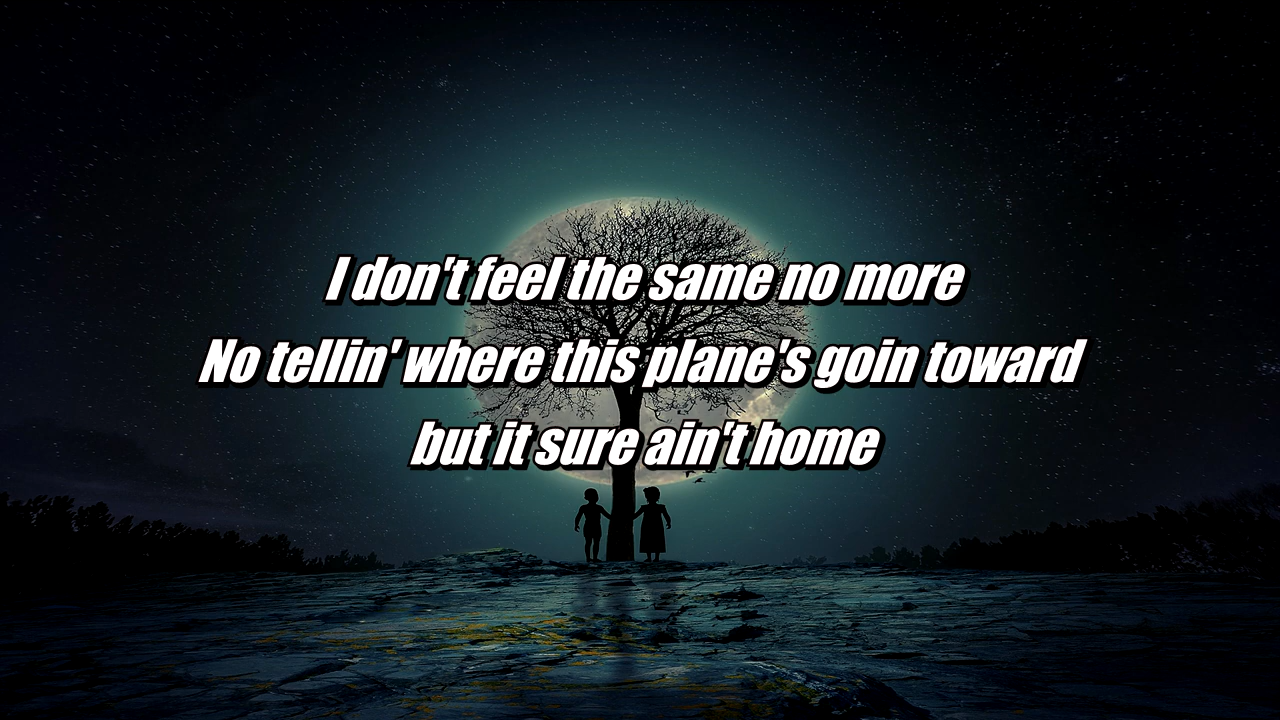 I don't feel the same no more
No tellin' where this plane's goin toward
but it sure ain't home